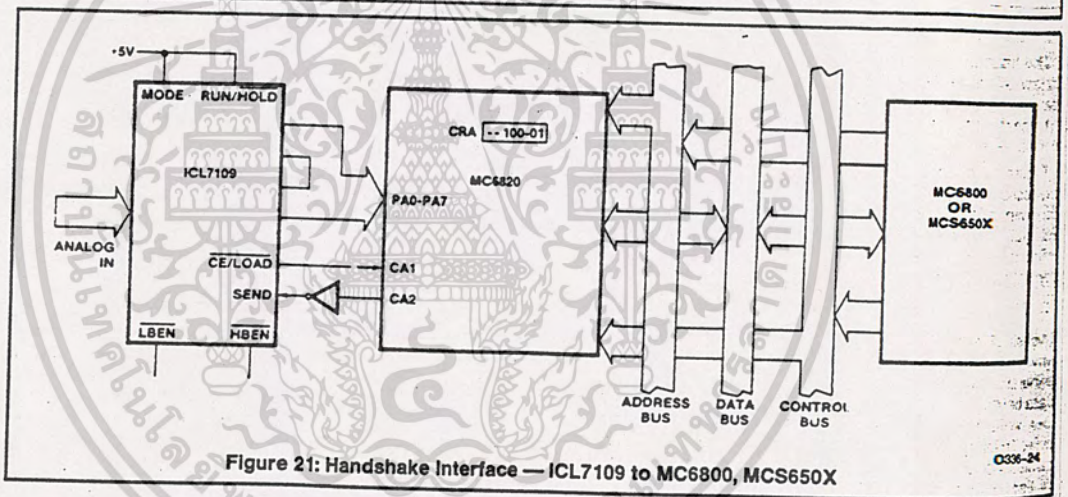 +5V
MODE RUN/HOLD
ICL7109
ANALOG
IN
CE/LOAD
SEND
LBEN HBEN
CRA -- 100-01
MC6820
PA0-PA7
CA1
CA2
ADDRESS
BUS
DATA
BUS
CONTROL
BUS
MC6800
OR
MCS650X
Figure 21: Handshake Interface — ICL7109 to MC6800, MCS650X
0336-24